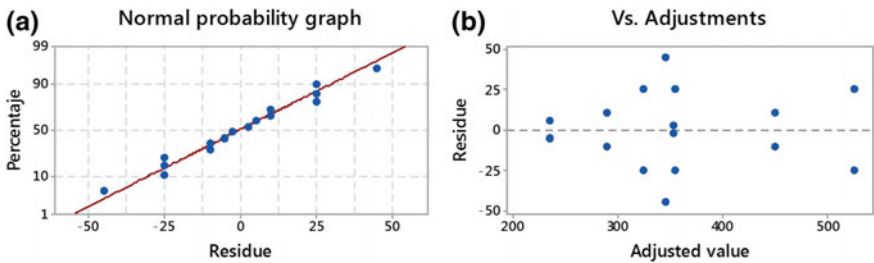 (a)
Normal probability graph
Percentaje
99
90
50
10
1
-50
-25
0
25
50
Residue
(b)
Vs. Adjustments
Residue
50
25
0
-25
-50
200
300
400
500
Adjusted value